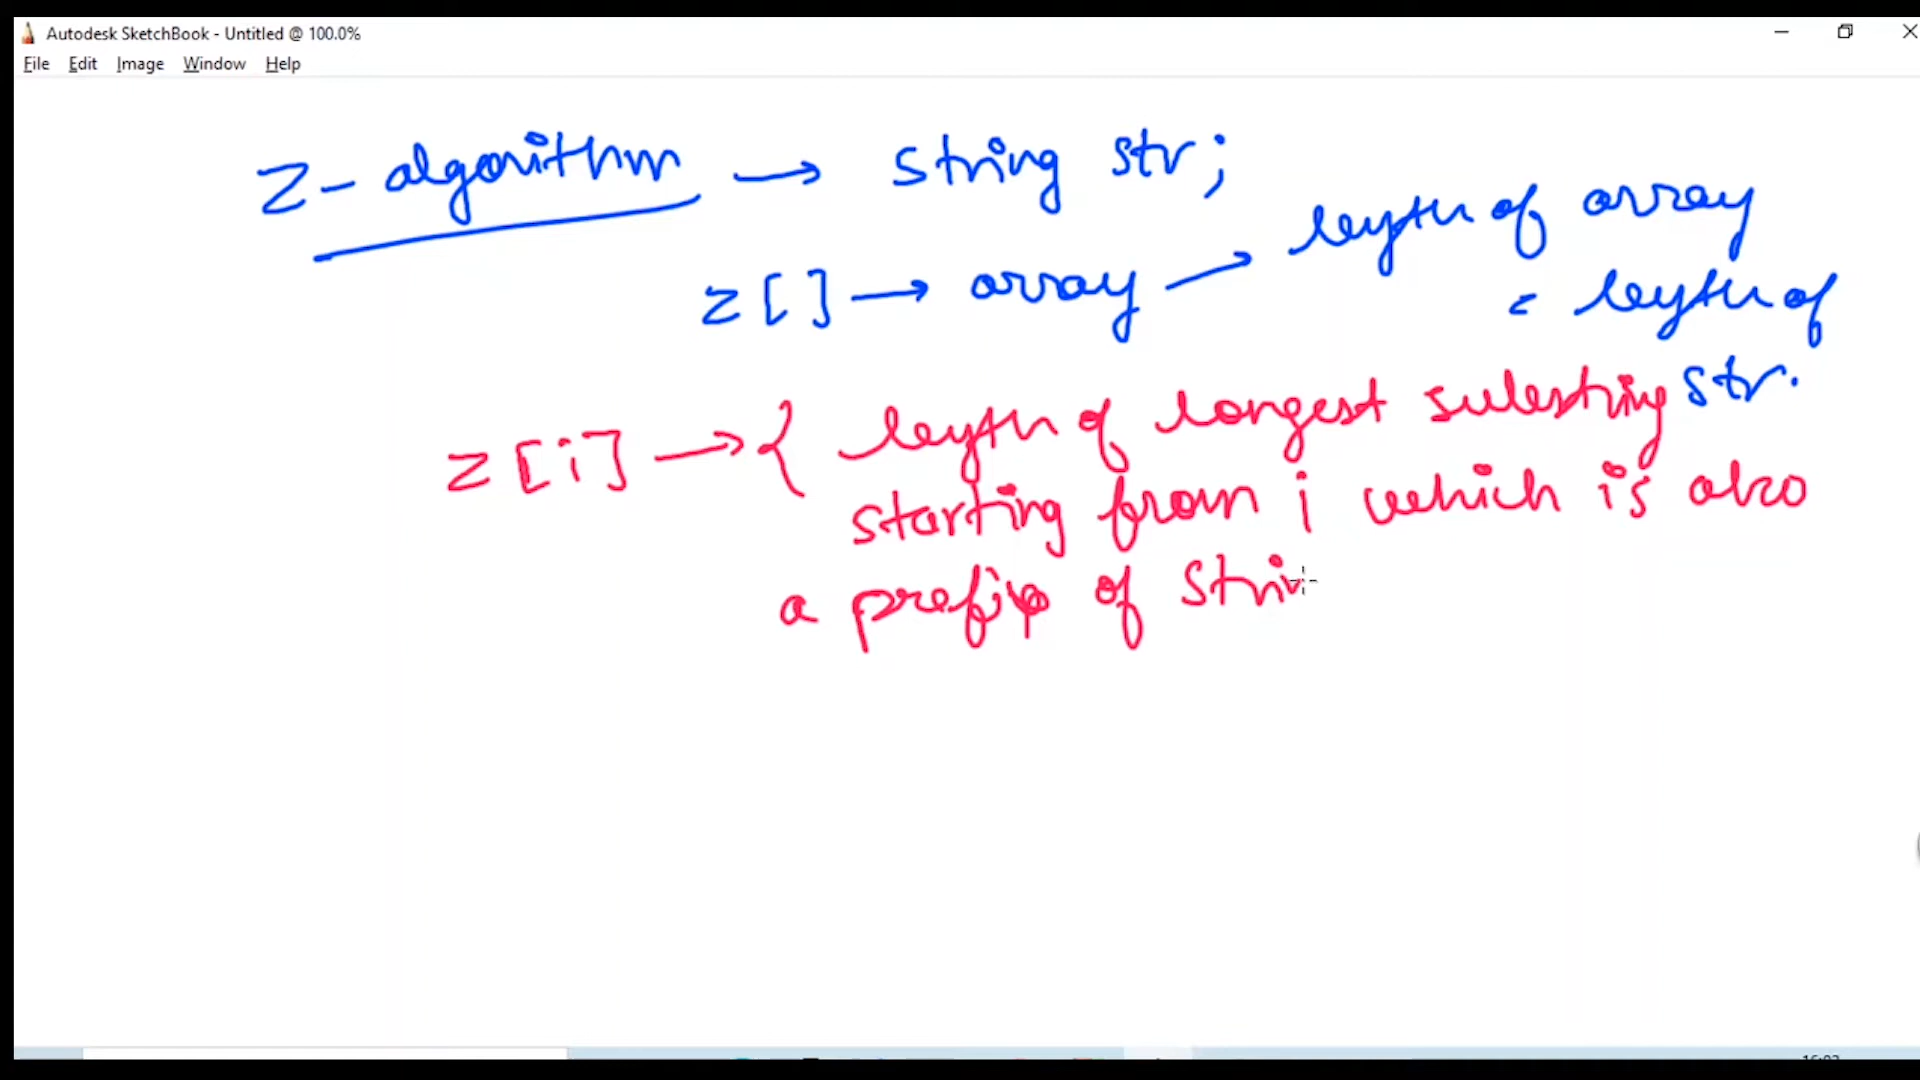 Autodesk SketchBook - Untitled @ 100.0%
File Edit Image Window Help
Z-algorithm → string str;
z[] → array → length of array
= length of
str.
z[i] → { length of longest substring
starting from i which is also
a prefix of Strin